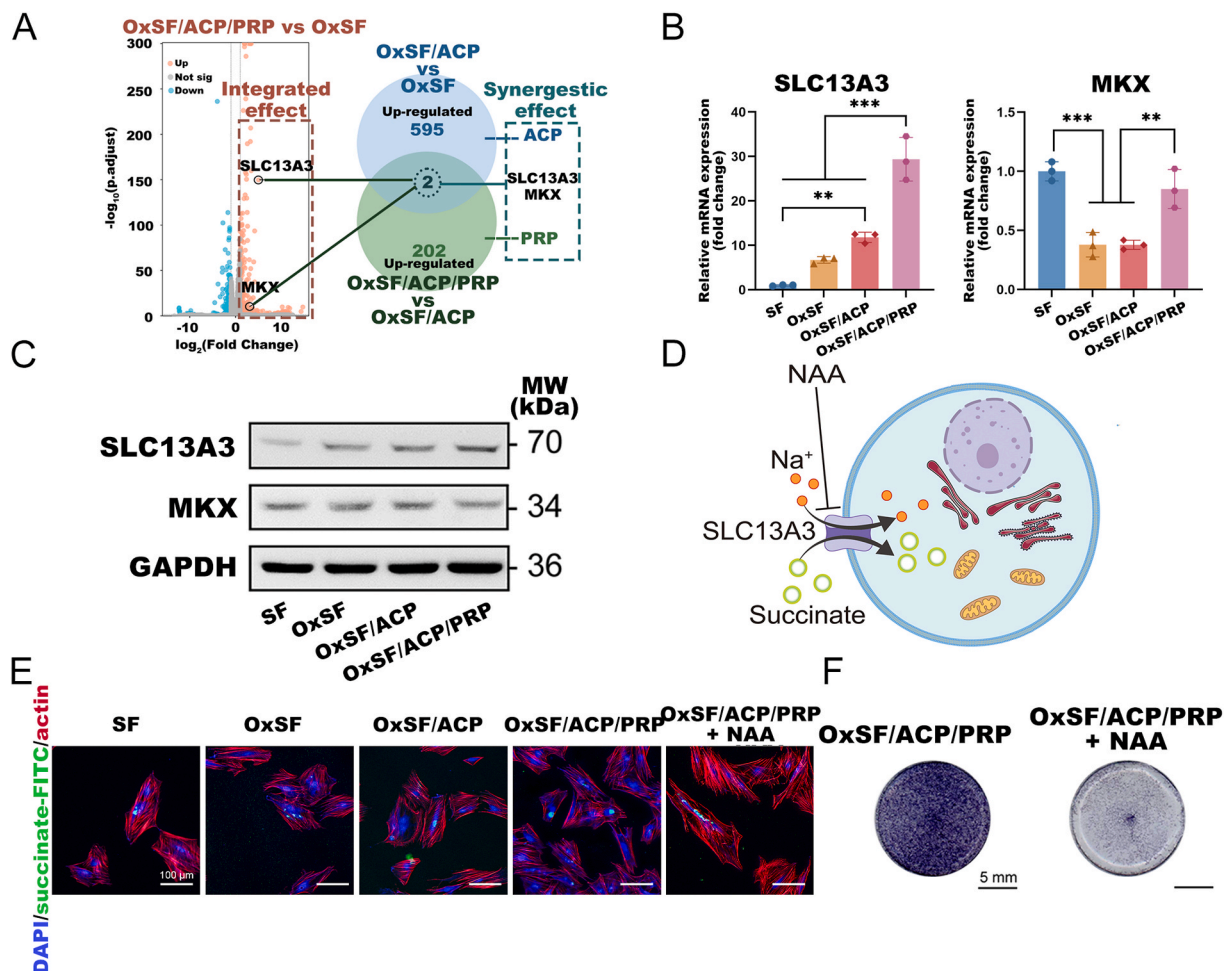 A
OxSF/ACP/PRP vs OxSF
300
250
200
150
100
50
0
-log10(p.adjust)
Up
Not sig
Down
Integrated
effect
SLC13A3
MKX
-10
0
10
log2(Fold Change)
OxSF/ACP
vs
OxSF
Up-regulated
595
2
202
Up-regulated
OxSF/ACP/PRP
vs
OxSF/ACP
Synergestic
effect
ACP
SLC13A3
MKX
PRP
B
SLC13A3
Relative mRNA expression
(fold change)
40
30
20
10
0
***
**
SF
OxSF
OxSF/ACP
OxSF/ACP/PRP
MKX
Relative mRNA expression
(fold change)
1.5
1.0
0.5
0.0
***
**
SF
OxSF
OxSF/ACP
OxSF/ACP/PRP
C
MW
(kDa)
SLC13A3
70
MKX
34
GAPDH
36
SF
OxSF
OxSF/ACP
OxSF/ACP/PRP
D
NAA
Na+
SLC13A3
Succinate
E
DAPI/succinate-FITC/actin
SF
OxSF
OxSF/ACP
OxSF/ACP/PRP
OxSF/ACP/PRP
+ NAA
100 μm
F
OxSF/ACP/PRP
OxSF/ACP/PRP
+ NAA
5 mm